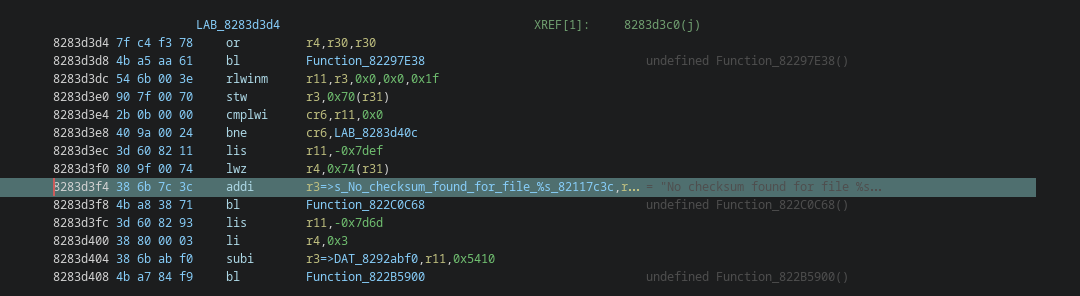 LAB_8283d3d4 XREF[1]: 8283d3c0(j)
8283d3d4 7f c4 f3 78 or r4,r30,r30
8283d3d8 4b a5 aa 61 bl Function_82297E38 undefined Function_82297E38()
8283d3dc 54 6b 00 3e rlwinm r11,r3,0x0,0x0,0x1f
8283d3e0 90 7f 00 70 stw r3,0x70(r31)
8283d3e4 2b 0b 00 00 cmplwi cr6,r11,0x0
8283d3e8 40 9a 00 24 bne cr6,LAB_8283d40c
8283d3ec 3d 60 82 11 lis r11,-0x7def
8283d3f0 80 9f 00 74 lwz r4,0x74(r31)
8283d3f4 38 6b 7c 3c addi r3=>s_No_checksum_found_for_file_%s_82117c3c,r... = "No checksum found for file %s...
8283d3f8 4b a8 38 71 bl Function_822C0C68 undefined Function_822C0C68()
8283d3fc 3d 60 82 93 lis r11,-0x7d6d
8283d400 38 80 00 03 li r4,0x3
8283d404 38 6b ab f0 subi r3=>DAT_8292abf0,r11,0x5410
8283d408 4b a7 84 f9 bl Function_822B5900 undefined Function_822B5900()